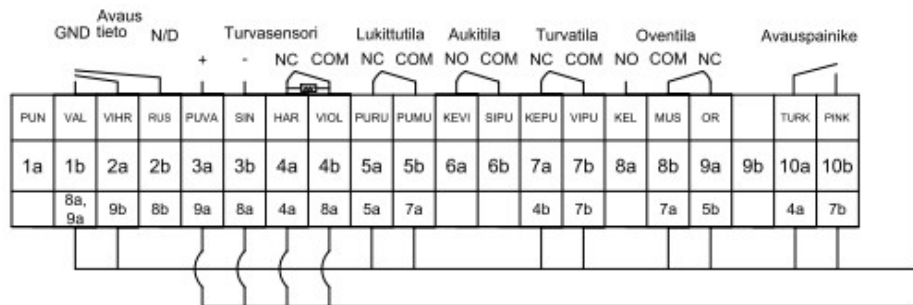 Avaus
GND tieto N/D Turvasensori Lukittutila Aukitila Turvatila Oventila Avauspainike
+ - NC COM NC COM NO COM NC COM NO COM NC
PUN VAL VIHR RUS PUVA SIN HAR VIOL PURU PUMU KEVI SIPU KEPU VIPU KEL MUS OR TURK PINK
1a 1b 2a 2b 3a 3b 4a 4b 5a 5b 6a 6b 7a 7b 8a 8b 9a 9b 10a 10b
8a,
9a 9b 8b 9a 8a 4a 8a 5a 7a 4b 7b 7a 5b 4a 7b